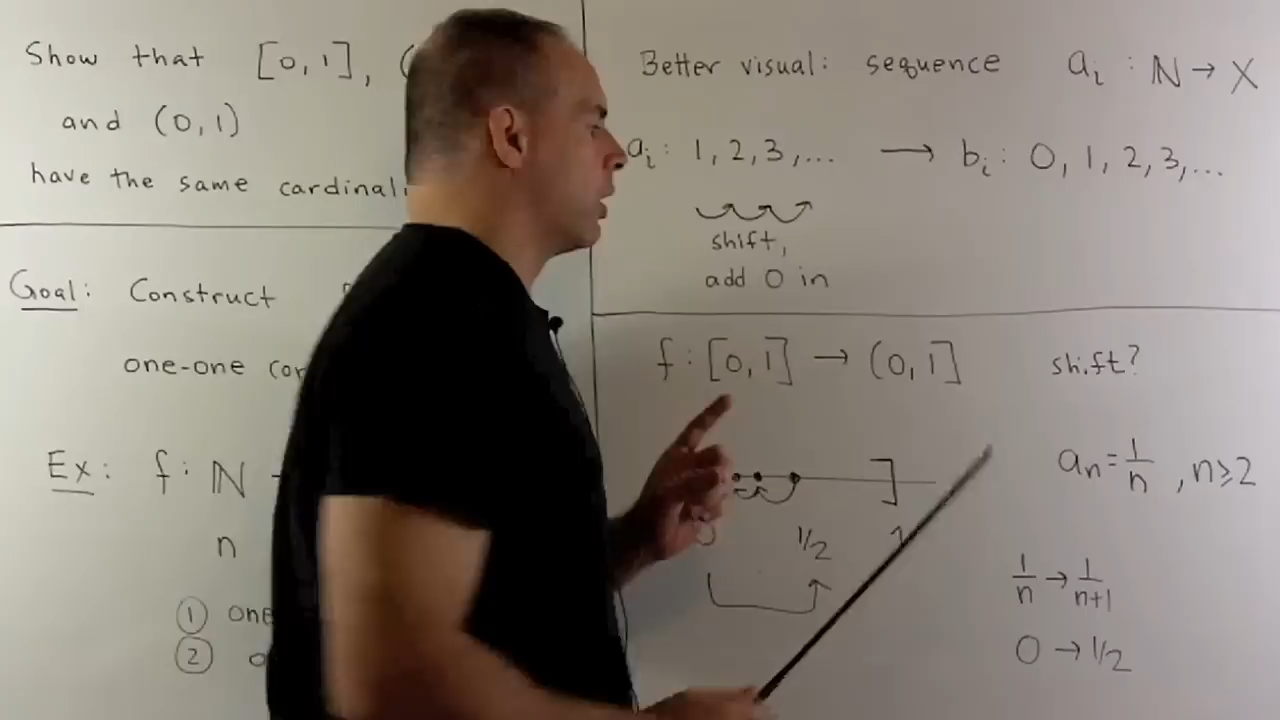 Show that [0,1], (
and (0,1)
have the same cardinali
Goal: Construct
one-one cor
Ex: f: ℕ
n
① one
② o
Better visual: sequence aᵢ : ℕ → X
aᵢ : 1, 2, 3, ... → bᵢ : 0, 1, 2, 3, ...
shift,
add 0 in
f : [0,1] → (0,1] shift?
]
aₙ = 1/n , n ≥ 2
0 1/2 1
1/n → 1/n+1
0 → 1/2